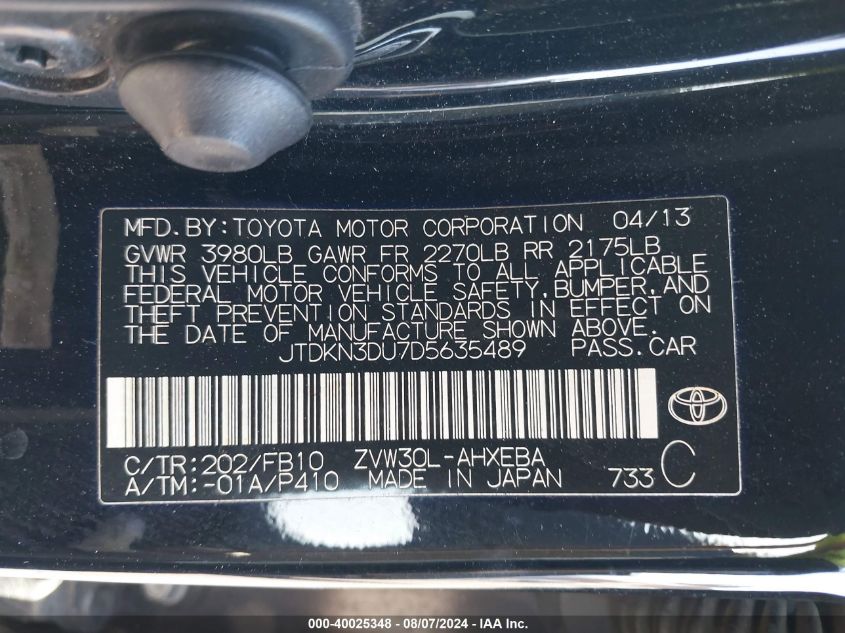 MFD. BY: TOYOTA MOTOR CORPORATION 04/13
GVWR 3980LB GAWR FR 2270LB RR 2175LB
THIS VEHICLE CONFORMS TO ALL APPLICABLE
FEDERAL MOTOR VEHICLE SAFETY, BUMPER, AND
THEFT PREVENTION STANDARDS IN EFFECT ON
THE DATE OF MANUFACTURE SHOWN ABOVE.
JTDKN3DU7D5635489 PASS. CAR
C/TR: 202/FB10 ZVW30L-AHXEBA
A/TM: -01A/P410 MADE IN JAPAN 733 C
000-40025348 - 08/07/2024 - IAA Inc.